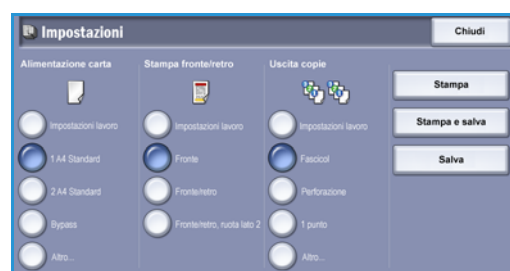 Impostazioni
Chiudi
Alimentazione carta
Impostazioni lavoro
1 A4 Standard
2 A4 Standard
Bypass
Altro...
Stampa fronte/retro
Impostazioni lavoro
Fronte
Fronte/retro
Fronte/retro, ruota lato 2
Uscita copie
Impostazioni lavoro
Fascicol
Perforazione
1 punto
Altro...
Stampa
Stampa e salva
Salva